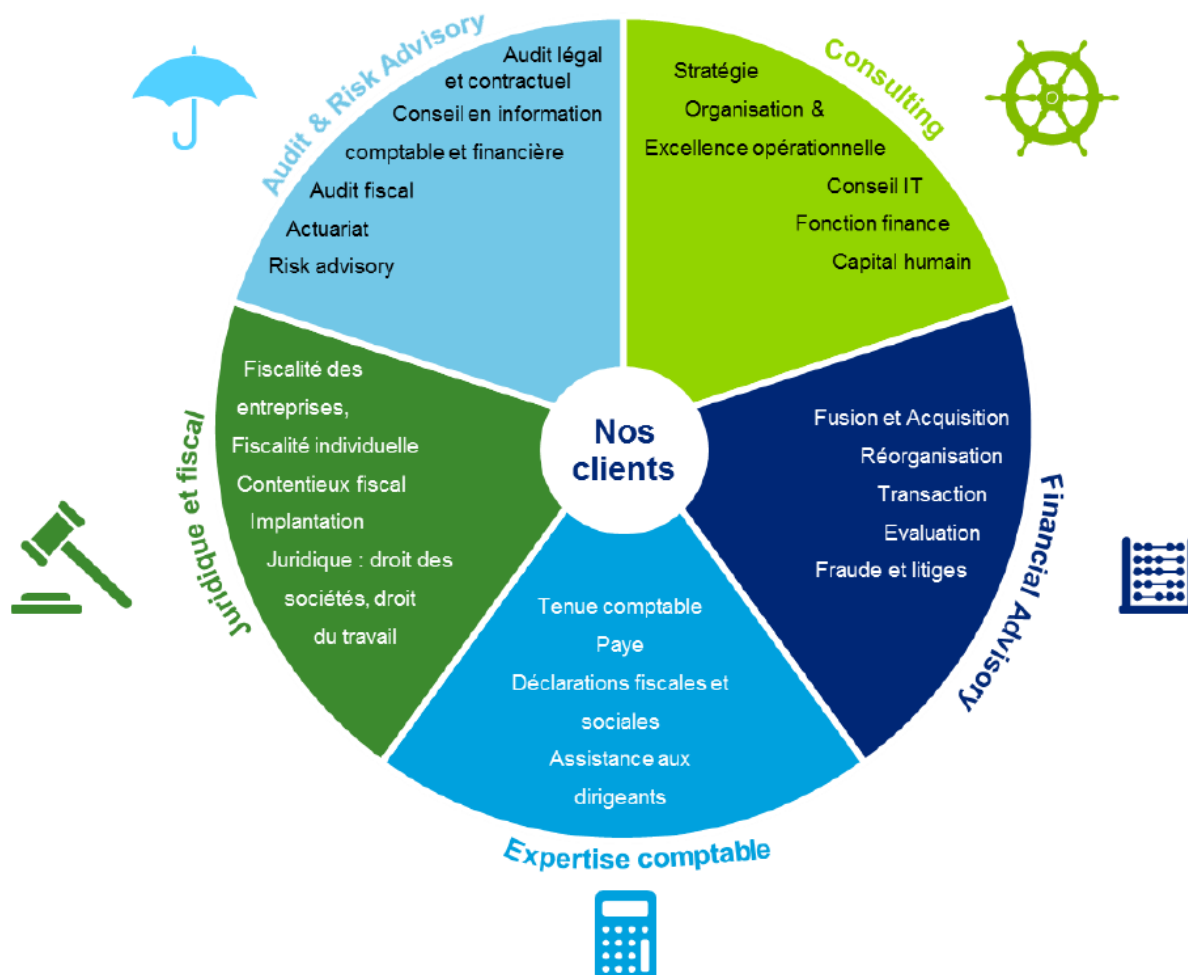 Audit & Risk Advisory
Audit légal
et contractuel
Conseil en information
comptable et financière
Audit fiscal
Actuariat
Risk advisory
Consulting
Stratégie
Organisation &
Excellence opérationnelle
Conseil IT
Fonction finance
Capital humain
Nos
clients
Financial Advisory
Fusion et Acquisition
Réorganisation
Transaction
Evaluation
Fraude et litiges
Expertise comptable
Tenue comptable
Paye
Déclarations fiscales et
sociales
Assistance aux
dirigeants
Juridique et fiscal
Fiscalité des
entreprises,
Fiscalité individuelle
Contentieux fiscal
Implantation
Juridique : droit des
sociétés, droit
du travail